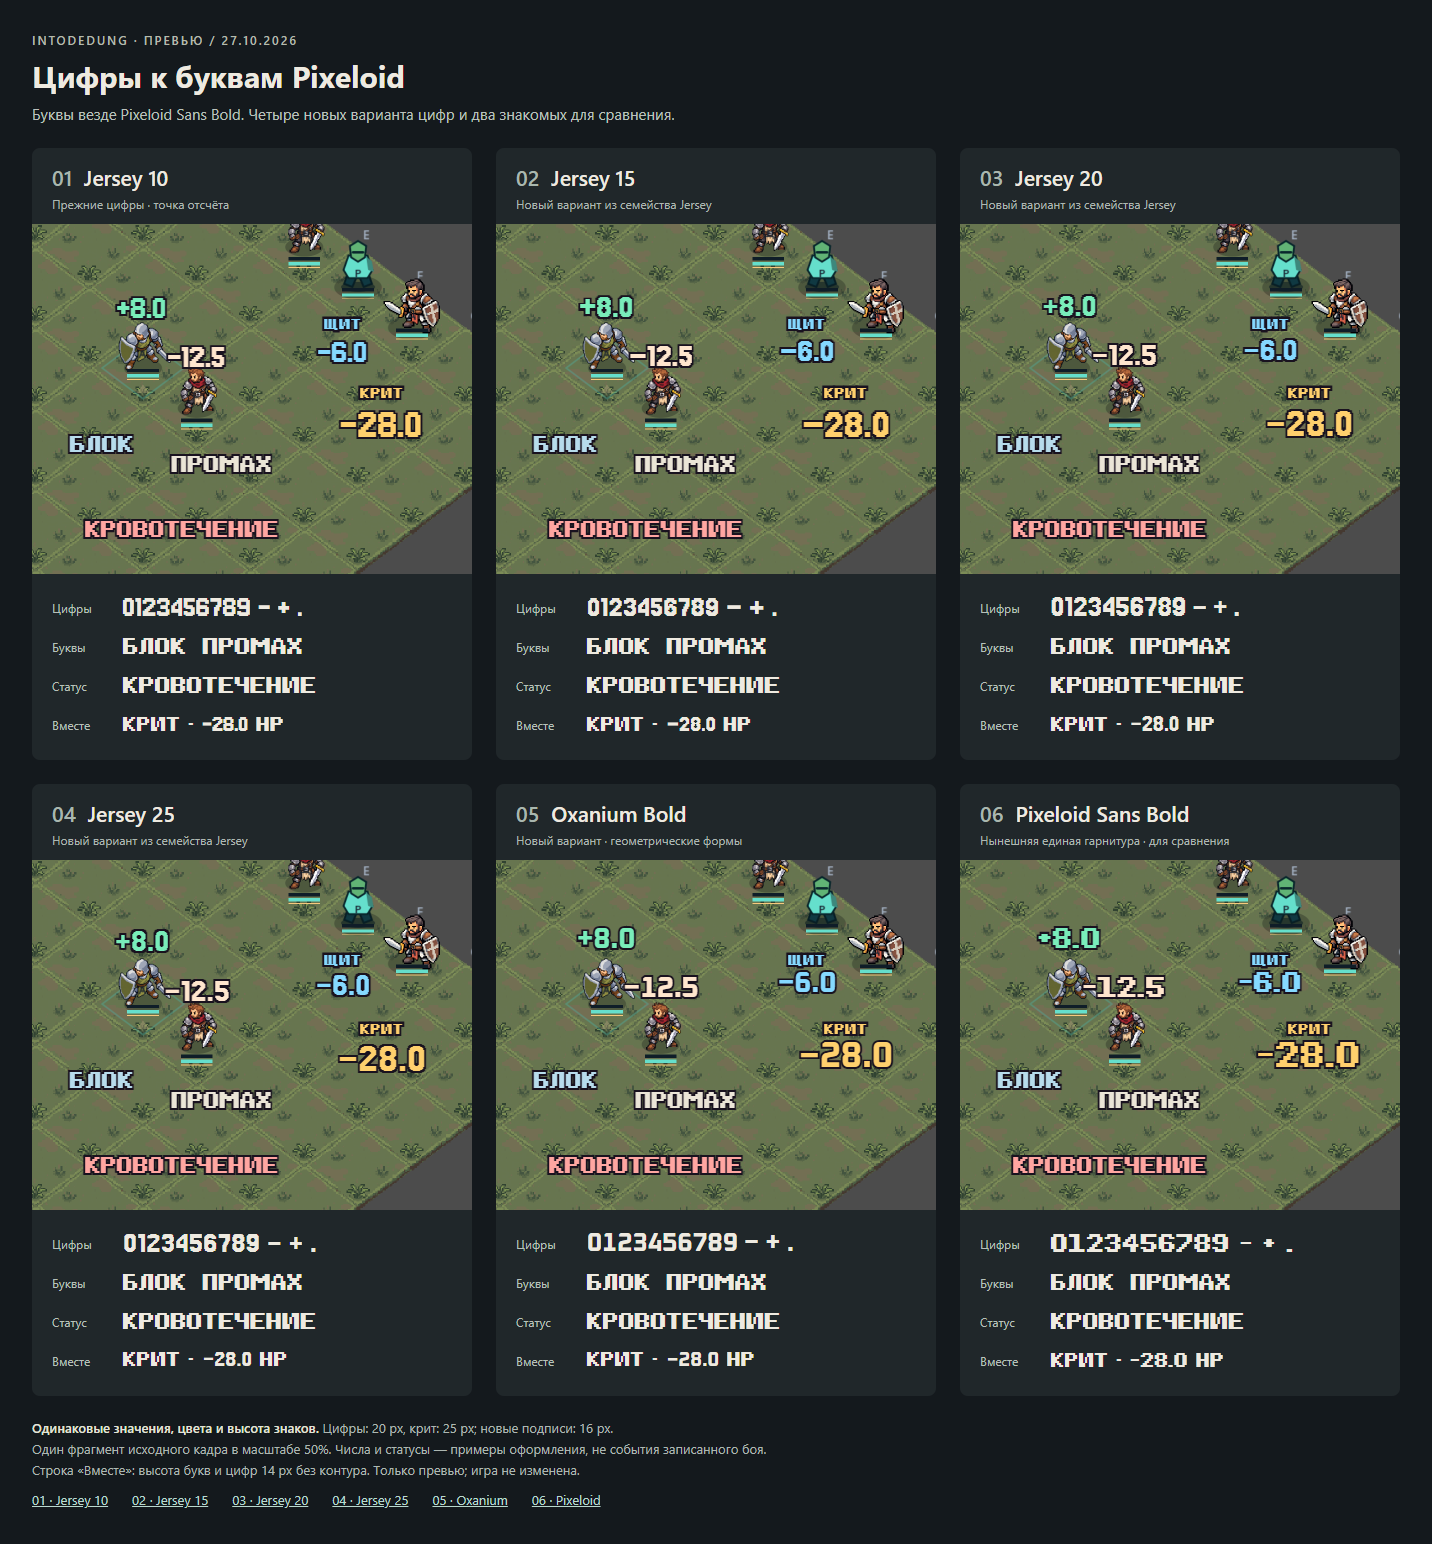 INTODEDUNG · ПРЕВЬЮ / 27.10.2026
Цифры к буквам Pixeloid
Буквы везде Pixeloid Sans Bold. Четыре новых варианта цифр и два знакомых для сравнения.
01 Jersey 10
Прежние цифры · точка отсчёта
E
P
F
+8.0
ЩИТ
-6.0
-12.5
КРИТ
-28.0
БЛОК
ПРОМАХ
КРОВОТЕЧЕНИЕ
Цифры 0123456789 - + .
Буквы БЛОК ПРОМАХ
Статус КРОВОТЕЧЕНИЕ
Вместе КРИТ · -28.0 HP
02 Jersey 15
Новый вариант из семейства Jersey
E
P
F
+8.0
ЩИТ
-6.0
-12.5
КРИТ
-28.0
БЛОК
ПРОМАХ
КРОВОТЕЧЕНИЕ
Цифры 0123456789 - + .
Буквы БЛОК ПРОМАХ
Статус КРОВОТЕЧЕНИЕ
Вместе КРИТ · -28.0 HP
03 Jersey 20
Новый вариант из семейства Jersey
E
P
F
+8.0
ЩИТ
-6.0
-12.5
КРИТ
-28.0
БЛОК
ПРОМАХ
КРОВОТЕЧЕНИЕ
Цифры 0123456789 - + .
Буквы БЛОК ПРОМАХ
Статус КРОВОТЕЧЕНИЕ
Вместе КРИТ · -28.0 HP
04 Jersey 25
Новый вариант из семейства Jersey
E
P
F
+8.0
ЩИТ
-6.0
-12.5
КРИТ
-28.0
БЛОК
ПРОМАХ
КРОВОТЕЧЕНИЕ
Цифры 0123456789 - + .
Буквы БЛОК ПРОМАХ
Статус КРОВОТЕЧЕНИЕ
Вместе КРИТ · -28.0 HP
05 Oxanium Bold
Новый вариант · геометрические формы
E
P
F
+8.0
ЩИТ
-6.0
-12.5
КРИТ
-28.0
БЛОК
ПРОМАХ
КРОВОТЕЧЕНИЕ
Цифры 0123456789 - + .
Буквы БЛОК ПРОМАХ
Статус КРОВОТЕЧЕНИЕ
Вместе КРИТ · -28.0 HP
06 Pixeloid Sans Bold
Нынешняя единая гарнитура · для сравнения
E
P
F
+8.0
ЩИТ
-6.0
-12.5
КРИТ
-28.0
БЛОК
ПРОМАХ
КРОВОТЕЧЕНИЕ
Цифры 0123456789 - + .
Буквы БЛОК ПРОМАХ
Статус КРОВОТЕЧЕНИЕ
Вместе КРИТ · -28.0 HP
Одинаковые значения, цвета и высота знаков. Цифры: 20 px, крит: 25 px; новые подписи: 16 px.
Один фрагмент исходного кадра в масштабе 50%. Числа и статусы — примеры оформления, не события записанного боя.
Строка «Вместе»: высота букв и цифр 14 px без контура. Только превью; игра не изменена.
01 · Jersey 10 02 · Jersey 15 03 · Jersey 20 04 · Jersey 25 05 · Oxanium 06 · Pixeloid